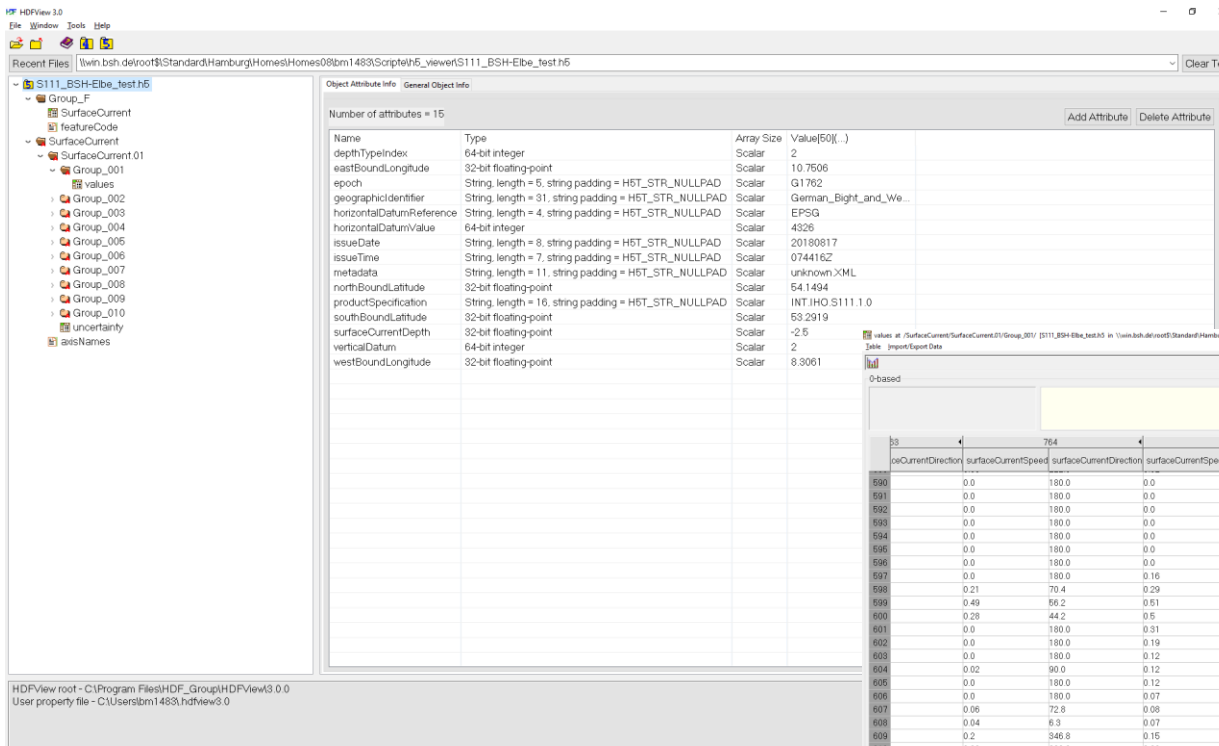 HDFView 3.0
File Window Tools Help
Recent Files \\win.bsh.de\root$\Standard\Hamburg\Homes\Homes08\bm1483\Scripte\h5_viewer\S111_BSH-Elbe_test.h5
S111_BSH-Elbe_test.h5
Group_F
SurfaceCurrent
featureCode
SurfaceCurrent
SurfaceCurrent.01
Group_001
values
Group_002
Group_003
Group_004
Group_005
Group_006
Group_007
Group_008
Group_009
Group_010
uncertainty
axisNames
Object Attribute Info General Object Info
Number of attributes = 15 Add Attribute Delete Attribute
Name Type Array Size Value[50](...)
depthTypeIndex 64-bit integer Scalar 2
eastBoundLongitude 32-bit floating-point Scalar 10.7506
epoch String, length = 5, string padding = H5T_STR_NULLPAD Scalar G1762
geographicIdentifier String, length = 31, string padding = H5T_STR_NULLPAD Scalar German_Bight_and_We...
horizontalDatumReference String, length = 4, string padding = H5T_STR_NULLPAD Scalar EPSG
horizontalDatumValue 64-bit integer Scalar 4326
issueDate String, length = 8, string padding = H5T_STR_NULLPAD Scalar 20180817
issueTime String, length = 7, string padding = H5T_STR_NULLPAD Scalar 074416Z
metadata String, length = 11, string padding = H5T_STR_NULLPAD Scalar unknown.XML
northBoundLatitude 32-bit floating-point Scalar 54.1494
productSpecification String, length = 16, string padding = H5T_STR_NULLPAD Scalar INT.IHO.S111.1.0
southBoundLatitude 32-bit floating-point Scalar 53.2919
surfaceCurrentDepth 32-bit floating-point Scalar -2.5
verticalDatum 64-bit integer Scalar 2
westBoundLongitude 32-bit floating-point Scalar 8.3061
values at /SurfaceCurrent/SurfaceCurrent.01/Group_001/ [S111_BSH-Elbe_test.h5 in \\win.bsh.de\root$\Standard\Hambu
Table Import/Export Data
0-based
764
ceCurrentDirection surfaceCurrentSpeed surfaceCurrentDirection surfaceCurrentSpe
590 0.0 180.0 0.0
591 0.0 180.0 0.0
592 0.0 180.0 0.0
593 0.0 180.0 0.0
594 0.0 180.0 0.0
595 0.0 180.0 0.0
596 0.0 180.0 0.0
597 0.0 180.0 0.16
598 0.21 70.4 0.29
599 0.49 56.2 0.51
600 0.28 44.2 0.5
601 0.0 180.0 0.31
602 0.0 180.0 0.19
603 0.0 180.0 0.12
604 0.02 90.0 0.12
605 0.0 180.0 0.12
606 0.0 180.0 0.07
607 0.06 72.8 0.08
608 0.04 6.3 0.07
609 0.2 346.8 0.15
HDFView root - C:\Program Files\HDF_Group\HDFView\3.0.0
User property file - C:\Users\bm1483\.hdfview3.0